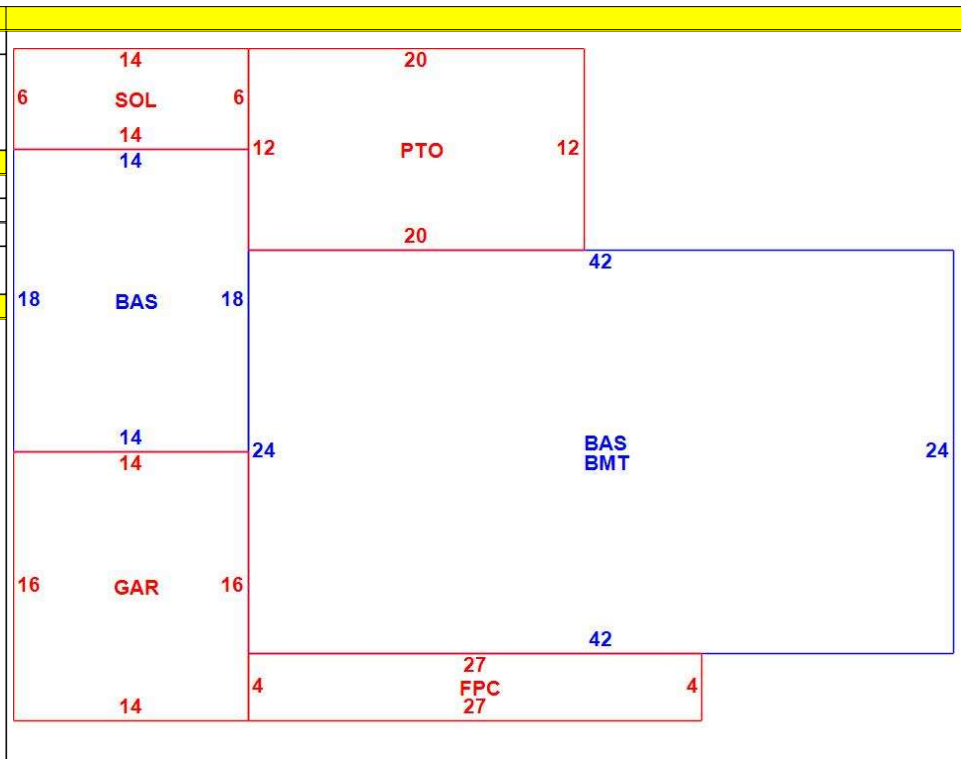 14 20
6 SOL 6
14
14 12 PTO 12
20
42
18 BAS 18
14 24 BAS 24
14 BMT
16 GAR 16
42
27
4 FPC 4
14 27